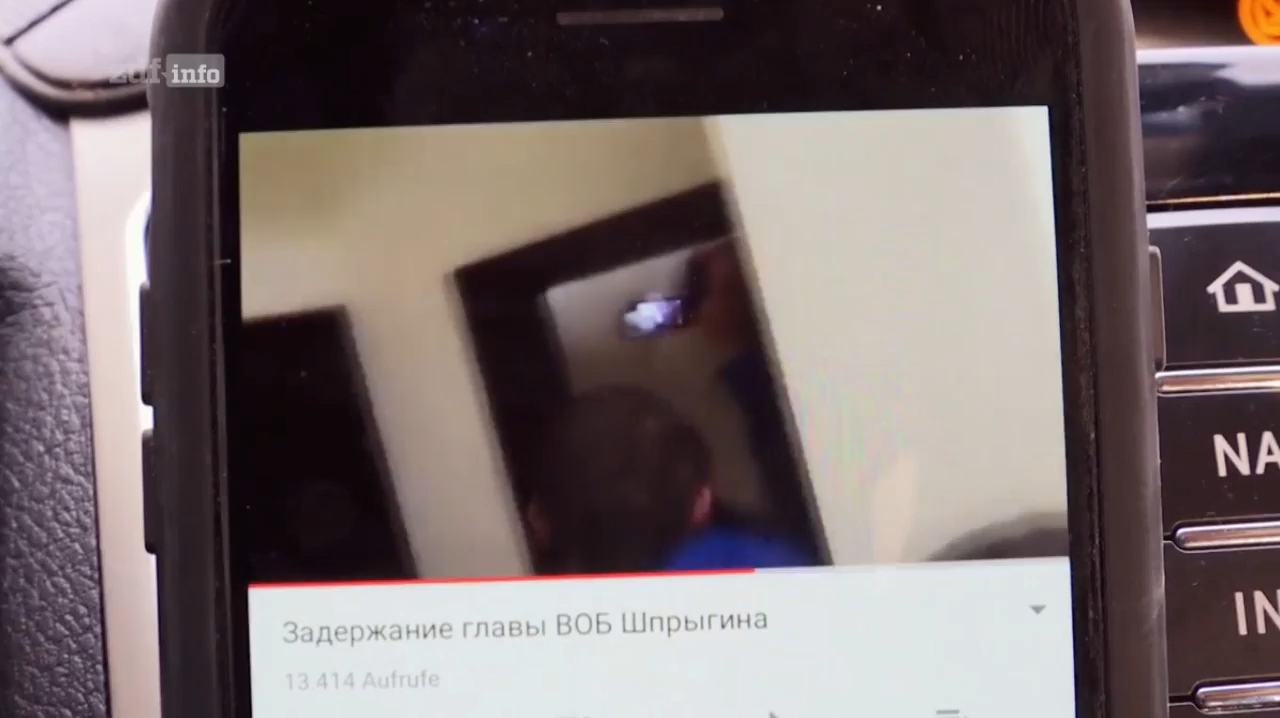 zdf info
NA
Задержание главы ВОБ Шпрыгина
IN
13.414 Aufrufe